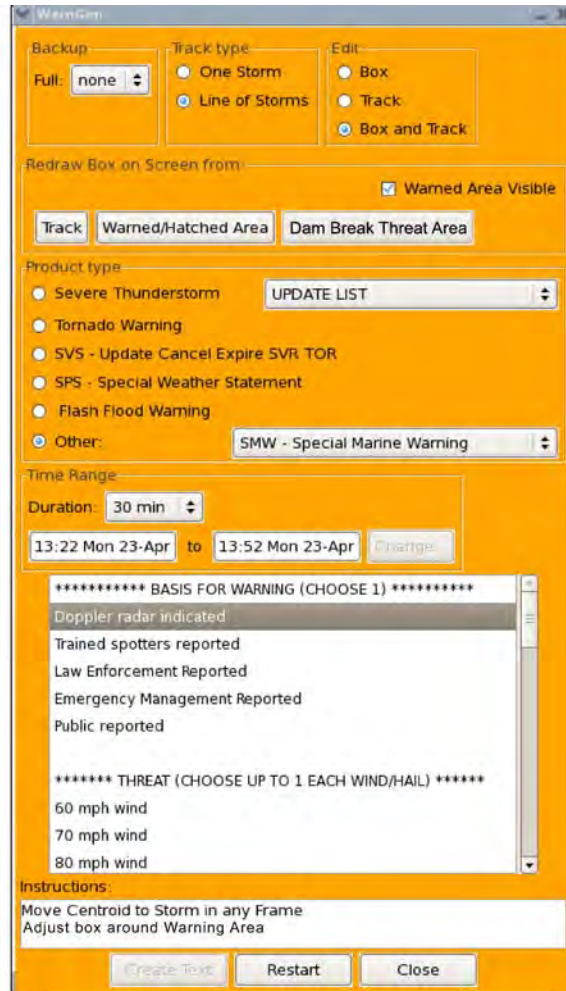 WarnGen
Backup Track type Edit
Full: none One Storm Box
Line of Storms Track
Box and Track
Redraw Box on Screen from
Warned Area Visible
Track Warned/Hatched Area Dam Break Threat Area
Product type
Severe Thunderstorm UPDATE LIST
Tornado Warning
SVS - Update Cancel Expire SVR TOR
SPS - Special Weather Statement
Flash Flood Warning
Other: SMW - Special Marine Warning
Time Range
Duration: 30 min
13:22 Mon 23-Apr to 13:52 Mon 23-Apr Change...
*********** BASIS FOR WARNING (CHOOSE 1) **********
Doppler radar indicated
Trained spotters reported
Law Enforcement Reported
Emergency Management Reported
Public reported
******* THREAT (CHOOSE UP TO 1 EACH WIND/HAIL) ******
60 mph wind
70 mph wind
80 mph wind
Instructions:
Move Centroid to Storm in any Frame
Adjust box around Warning Area
Create Text Restart Close